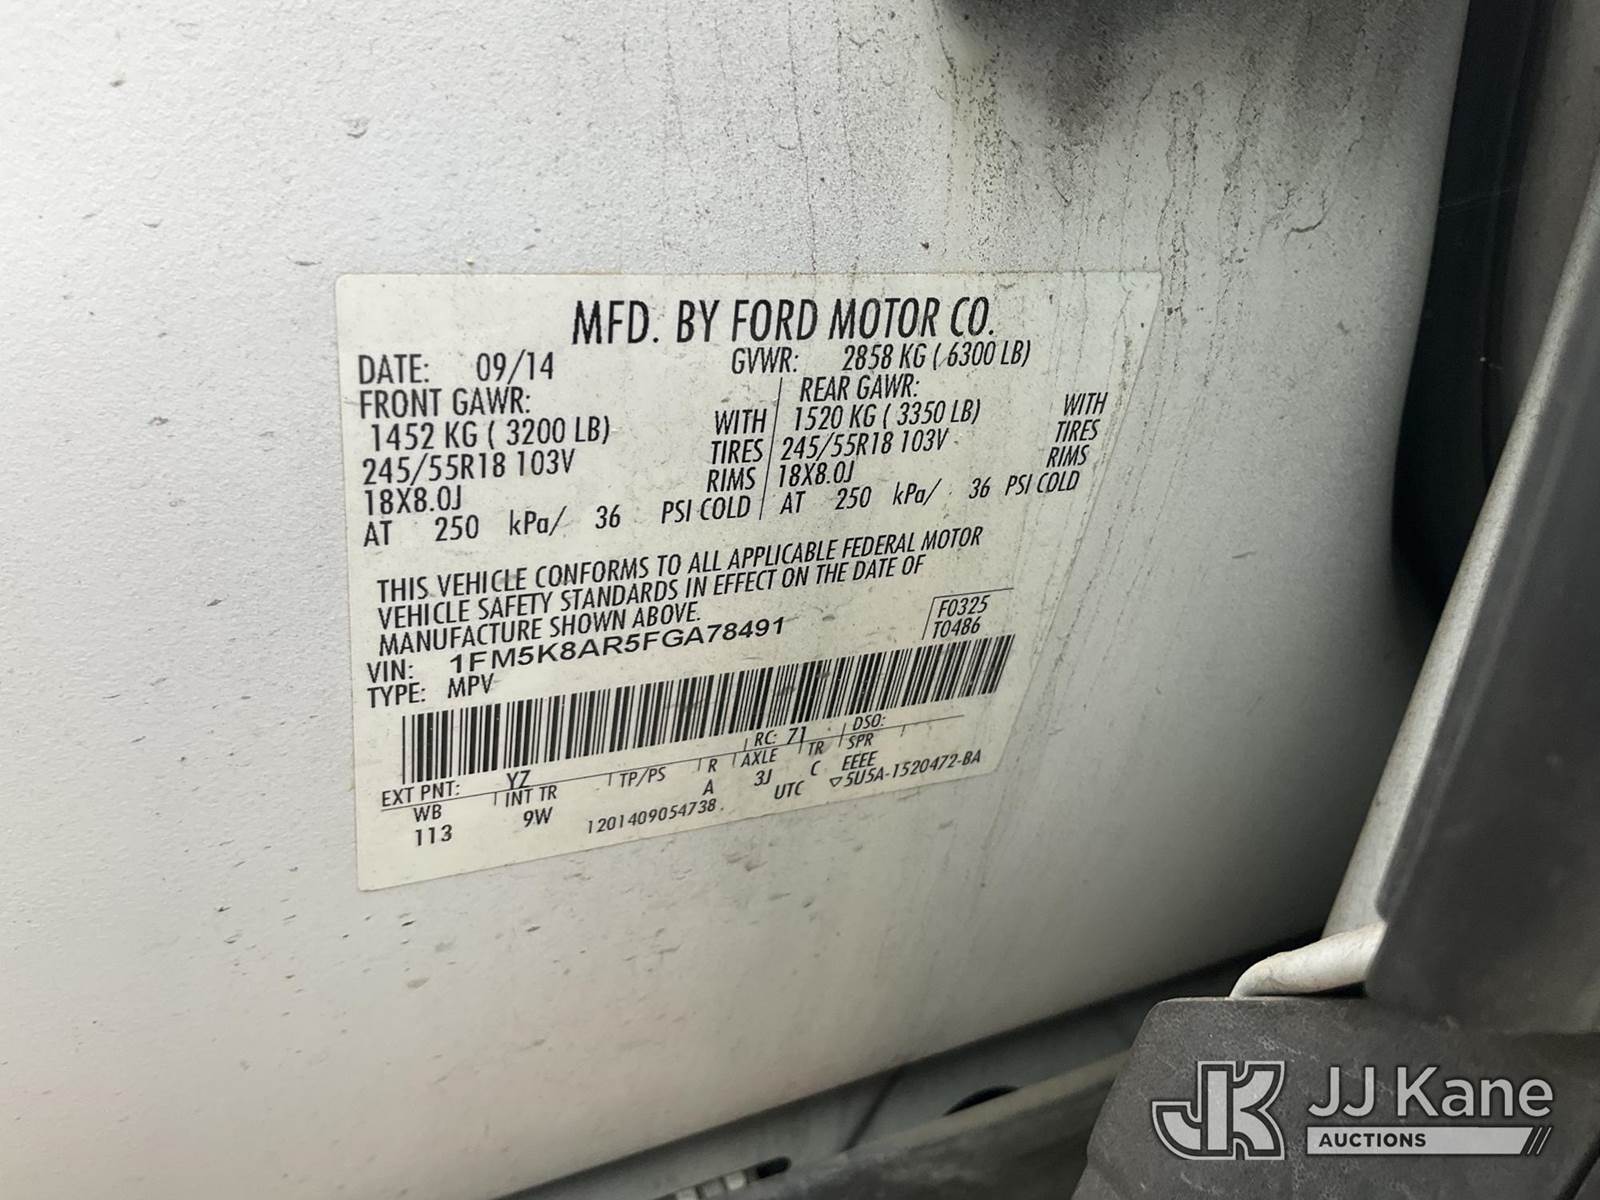 MFD. BY FORD MOTOR CO.
DATE: 09/14 GVWR: 2858 KG ( 6300 LB)
FRONT GAWR: REAR GAWR:
1452 KG ( 3200 LB) WITH 1520 KG ( 3350 LB) WITH
245/55R18 103V TIRES 245/55R18 103V TIRES
18X8.0J RIMS 18X8.0J RIMS
AT 250 kPa/ 36 PSI COLD AT 250 kPa/ 36 PSI COLD
THIS VEHICLE CONFORMS TO ALL APPLICABLE FEDERAL MOTOR
VEHICLE SAFETY STANDARDS IN EFFECT ON THE DATE OF
MANUFACTURE SHOWN ABOVE.
F0325
T0486
VIN: 1FM5K8AR5FGA78491
TYPE: MPV
EXT PNT: YZ RC: 71 DSO:
WB INT TR TP/PS R AXLE TR SPR
113 9W A 3J C EEEE
1201409054738 UTC ▽5U5A-1520472-BA
JK JJ Kane
AUCTIONS